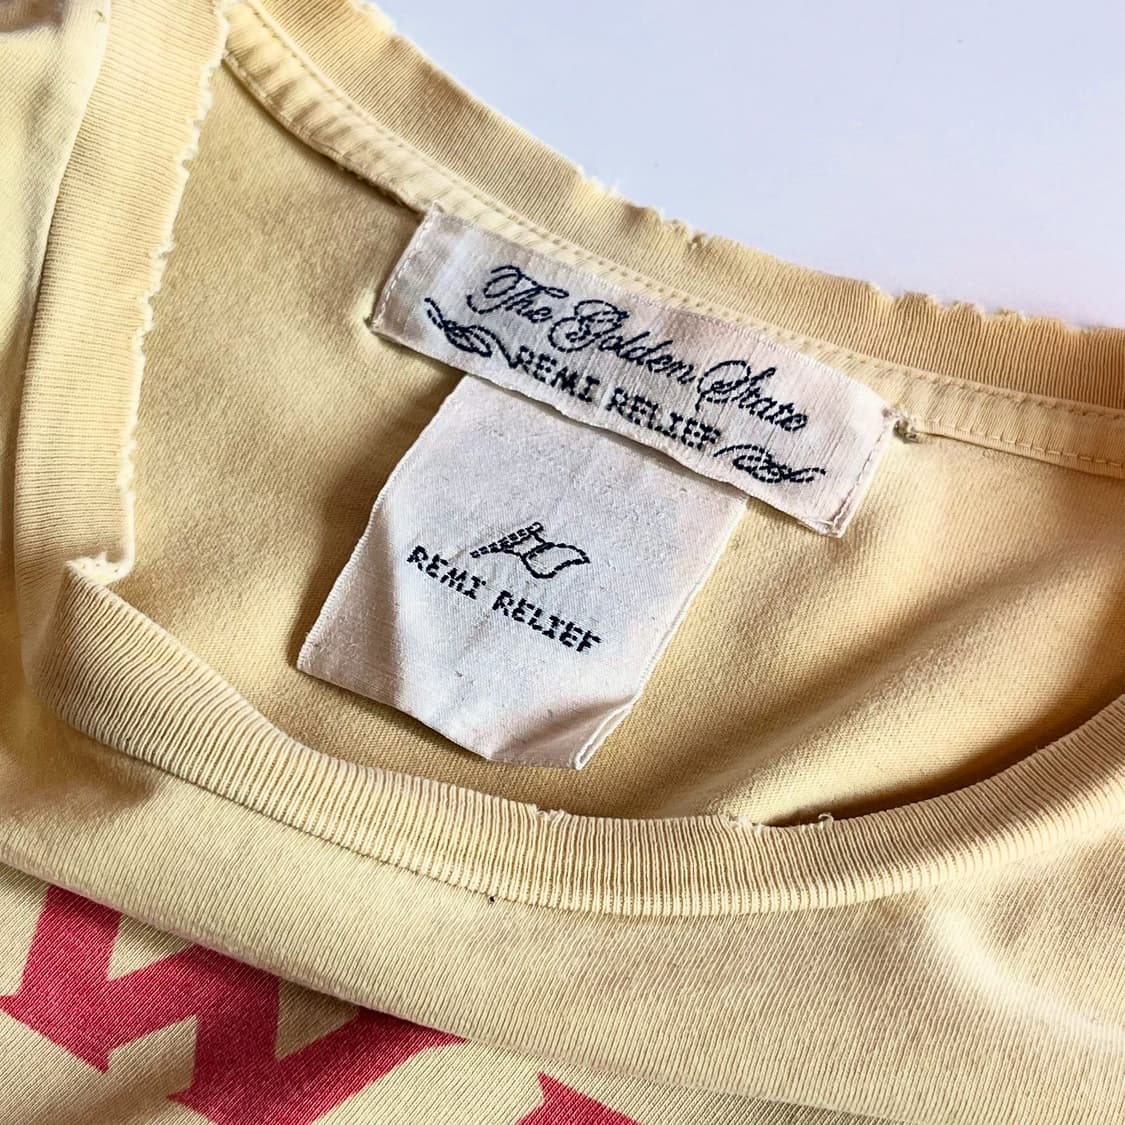 The Golden State
REMI RELIEF
REMI RELIEF